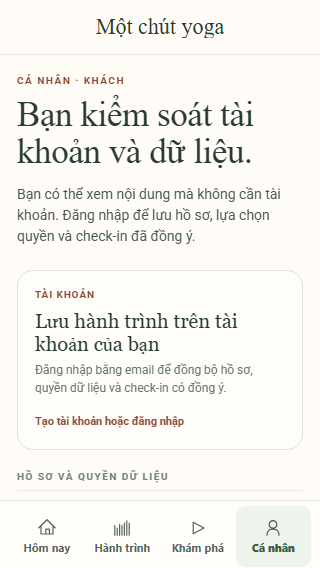 Một chút yoga
CÁ NHÂN · KHÁCH
Bạn kiểm soát tài
khoản và dữ liệu.
Bạn có thể xem nội dung mà không cần tài
khoản. Đăng nhập để lưu hồ sơ, lựa chọn
quyền và check-in đã đồng ý.
TÀI KHOẢN
Lưu hành trình trên tài
khoản của bạn
Đăng nhập bằng email để đồng bộ hồ sơ,
quyền dữ liệu và check-in có đồng ý.
Tạo tài khoản hoặc đăng nhập
HỒ SƠ VÀ QUYỀN DỮ LIỆU
Hôm nay Hành trình Khám phá Cá nhân